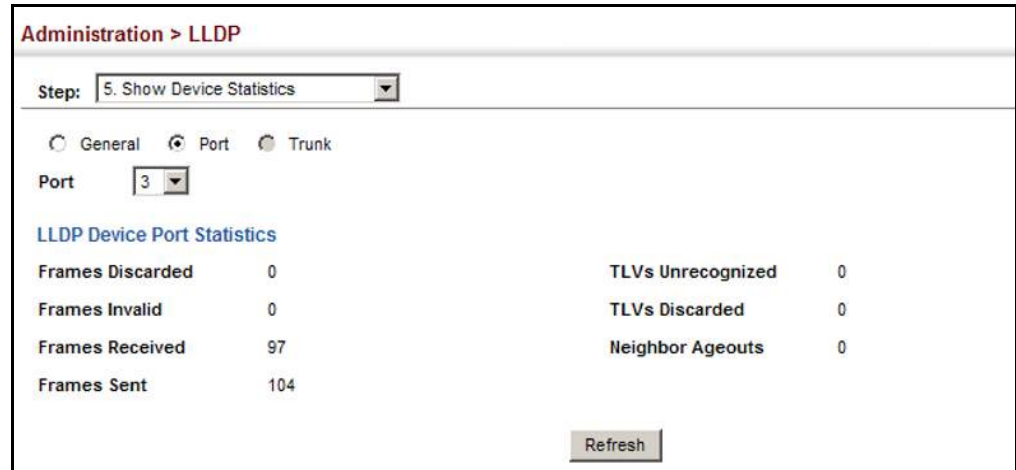 Administration > LLDP
Step: 5. Show Device Statistics
General Port Trunk
Port 3
LLDP Device Port Statistics
Frames Discarded 0 TLVs Unrecognized 0
Frames Invalid 0 TLVs Discarded 0
Frames Received 97 Neighbor Ageouts 0
Frames Sent 104
Refresh